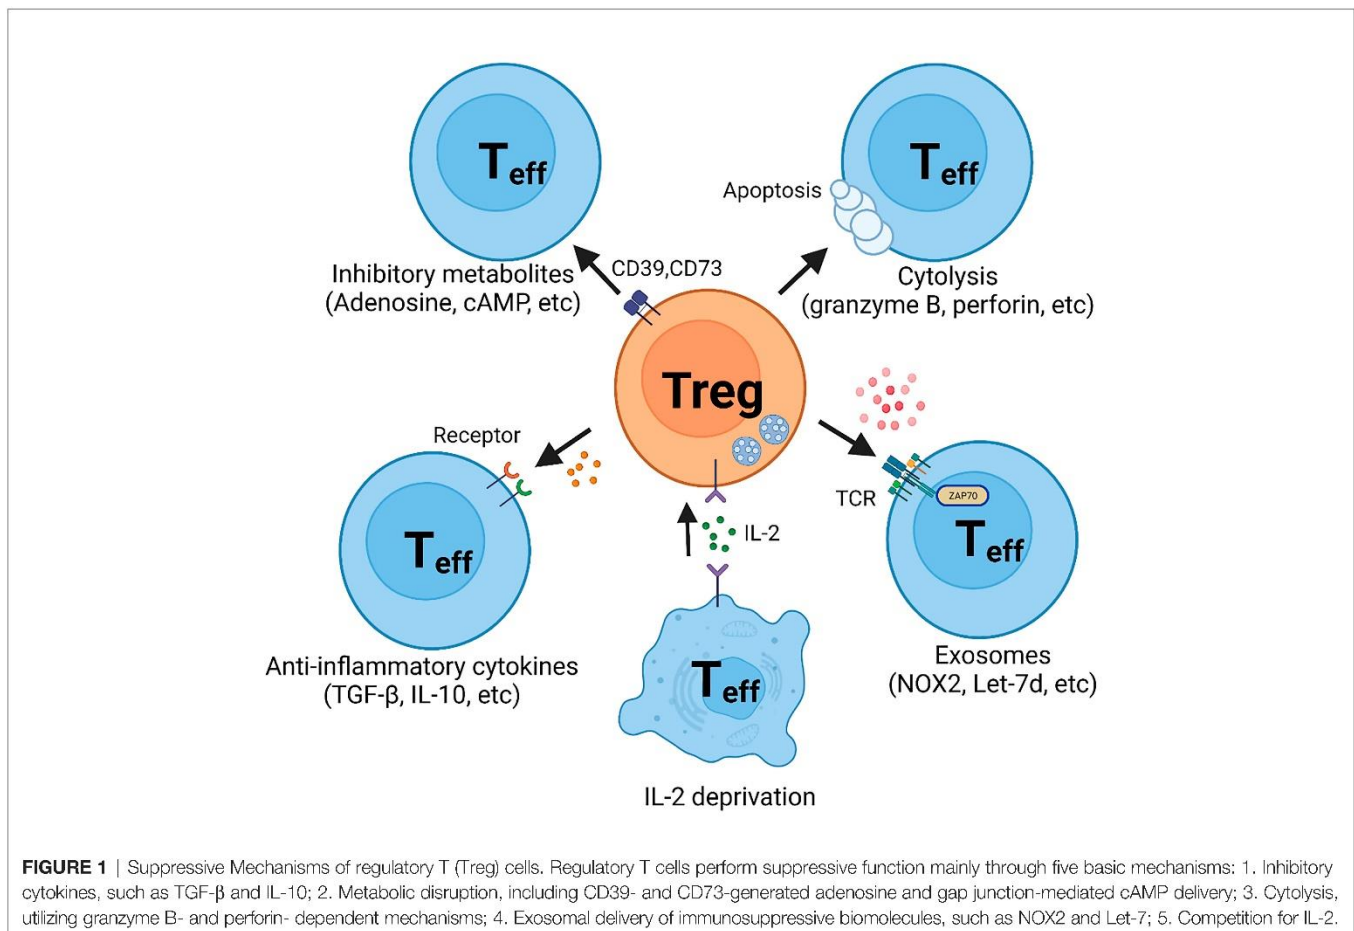 T eff
T eff
Apoptosis
CD39,CD73
Inhibitory metabolites
(Adenosine, cAMP, etc)
Cytolysis
(granzyme B, perforin, etc)
Treg
Receptor
TCR
ZAP70
T eff
T eff
IL-2
Anti-inflammatory cytokines
(TGF-β, IL-10, etc)
Exosomes
(NOX2, Let-7d, etc)
T eff
IL-2 deprivation
FIGURE 1 | Suppressive Mechanisms of regulatory T (Treg) cells. Regulatory T cells perform suppressive function mainly through five basic mechanisms: 1. Inhibitory
cytokines, such as TGF-β and IL-10; 2. Metabolic disruption, including CD39- and CD73-generated adenosine and gap junction-mediated cAMP delivery; 3. Cytolysis,
utilizing granzyme B- and perforin- dependent mechanisms; 4. Exosomal delivery of immunosuppressive biomolecules, such as NOX2 and Let-7; 5. Competition for IL-2.